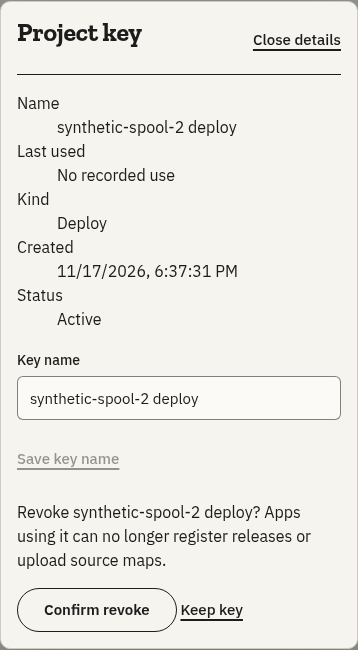 Project key
Close details
Name
synthetic-spool-2 deploy
Last used
No recorded use
Kind
Deploy
Created
11/17/2026, 6:37:31 PM
Status
Active
Key name
synthetic-spool-2 deploy
Save key name
Revoke synthetic-spool-2 deploy? Apps
using it can no longer register releases or
upload source maps.
Confirm revoke Keep key